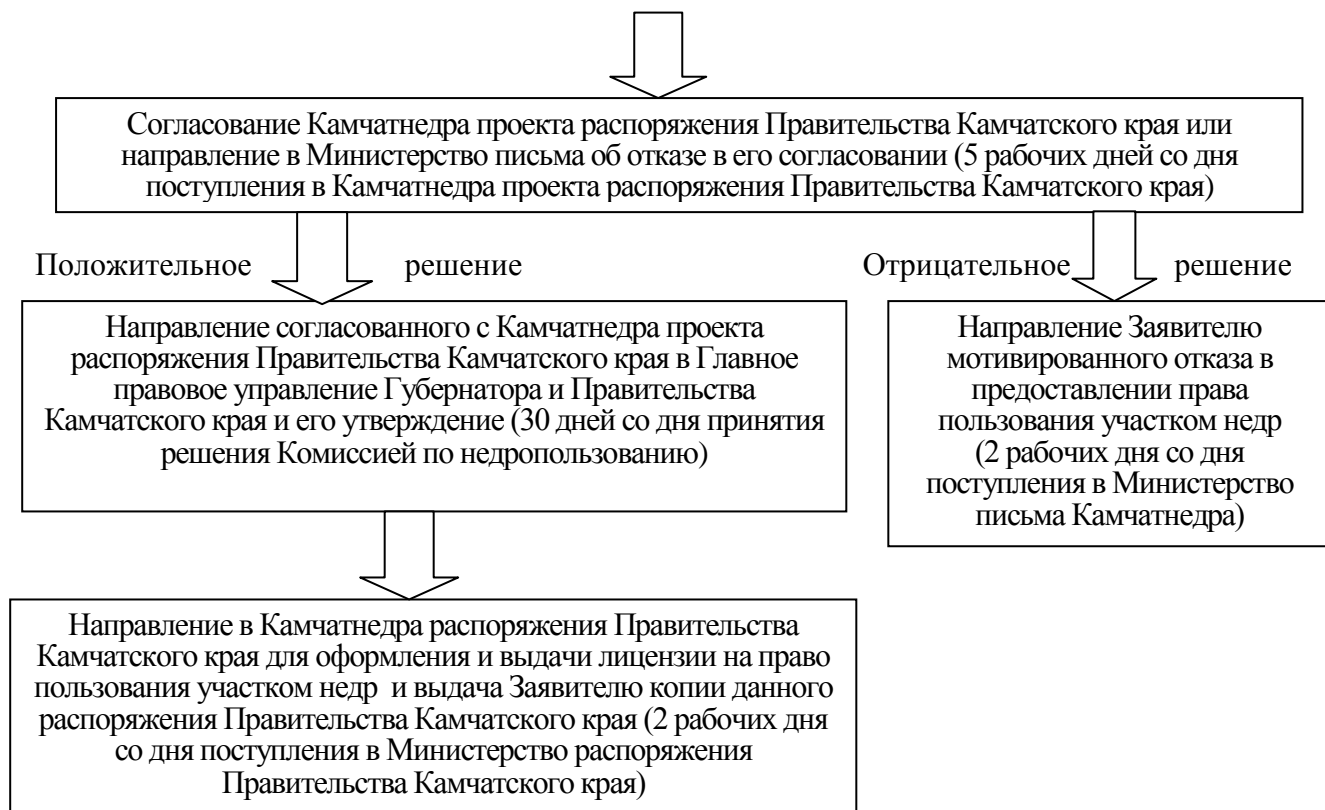 Согласование Камчатнедра проекта распоряжения Правительства Камчатского края или
направление в Министерство письма об отказе в его согласовании (5 рабочих дней со дня
поступления в Камчатнедра проекта распоряжения Правительства Камчатского края)
Положительное решение
Отрицательное решение
Направление согласованного с Камчатнедра проекта
распоряжения Правительства Камчатского края в Главное
правовое управление Губернатора и Правительства
Камчатского края и его утверждение (30 дней со дня принятия
решения Комиссией по недропользованию)
Направление Заявителю
мотивированного отказа в
предоставлении права
пользования участком недр
(2 рабочих дня со дня
поступления в Министерство
письма Камчатнедра)
Направление в Камчатнедра распоряжения Правительства
Камчатского края для оформления и выдачи лицензии на право
пользования участком недр и выдача Заявителю копии данного
распоряжения Правительства Камчатского края (2 рабочих дня
со дня поступления в Министерство распоряжения
Правительства Камчатского края)